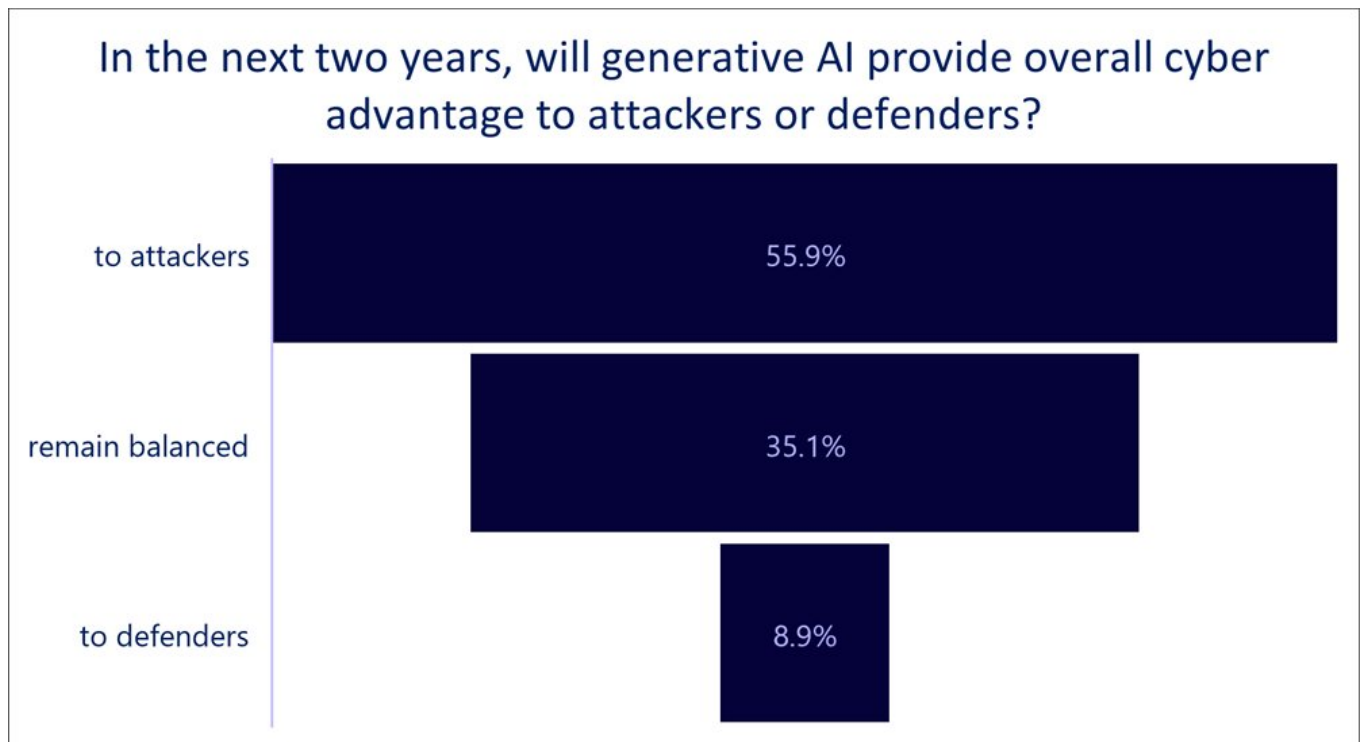 In the next two years, will generative AI provide overall cyber
advantage to attackers or defenders?
to attackers
55.9%
remain balanced
35.1%
to defenders
8.9%